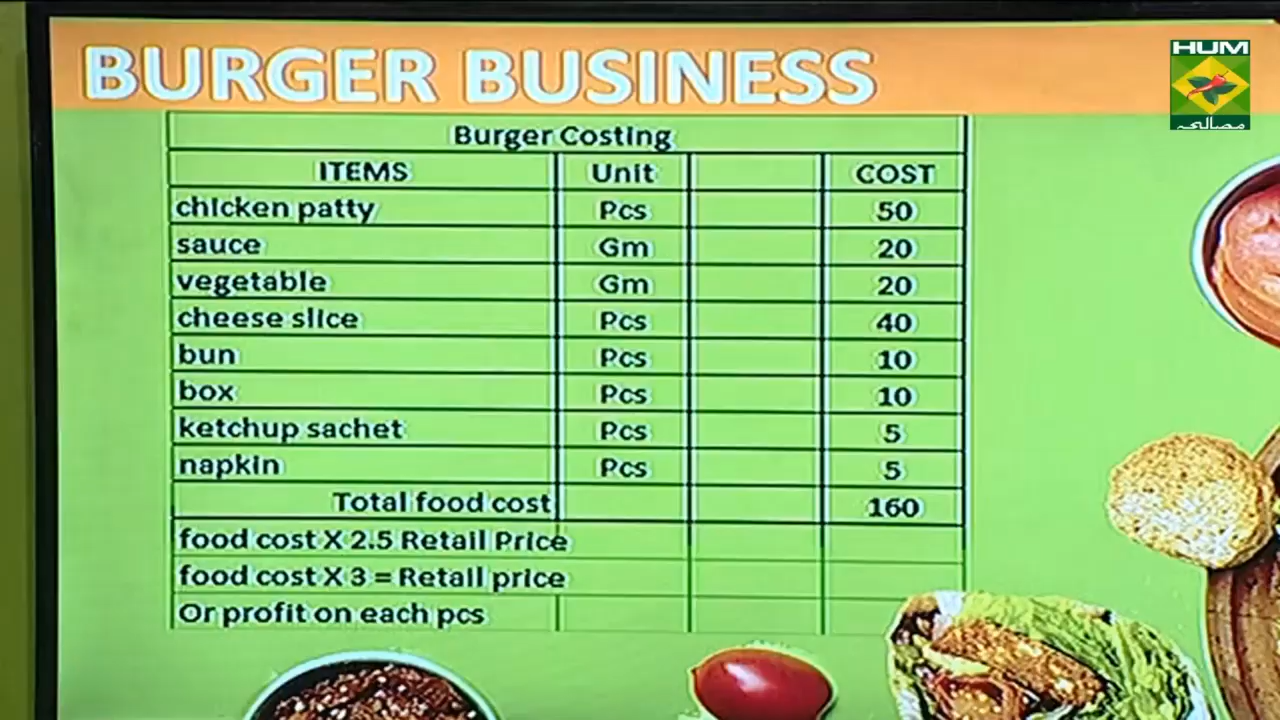 BURGER BUSINESS
HUM
مصالحہ
Burger Costing
ITEMS Unit COST
chicken patty Pcs 50
sauce Gm 20
vegetable Gm 20
cheese slice Pcs 40
bun Pcs 10
box Pcs 10
ketchup sachet Pcs 5
napkin Pcs 5
Total food cost 160
food cost X 2.5 Retail Price
food cost X 3 = Retail price
Or profit on each pcs